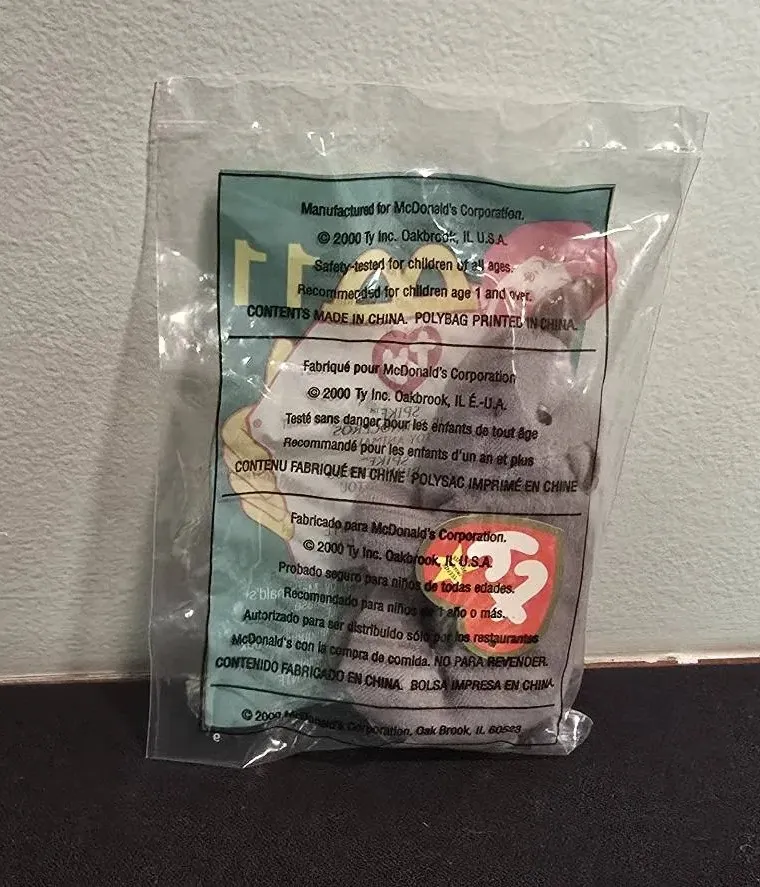 Manufactured for McDonald's Corporation.
© 2000 Ty Inc. Oakbrook, IL U.S.A.
Safety-tested for children of all ages.
Recommended for children age 1 and over.
CONTENTS MADE IN CHINA. POLYBAG PRINTED IN CHINA.
11
ty
Fabriqué pour McDonald's Corporation
© 2000 Ty Inc. Oakbrook, IL É.-U.A.
Testé sans danger pour les enfants de tout âge
SPIKE™
Recommandé pour les enfants d'un an et plus
CONTENU FABRIQUÉ EN CHINE POLYSAC IMPRIMÉ EN CHINE
Fabricado para McDonald's Corporation.
© 2000 Ty Inc. Oakbrook, IL U.S.A.
Probado seguro para niños de todas edades.
Recomendado para niños de 1 año o más.
Autorizado para ser distribuido sólo por los restaurantes
McDonald's con la compra de comida. NO PARA REVENDER.
CONTENIDO FABRICADO EN CHINA. BOLSA IMPRESA EN CHINA.
ty
© 2000 McDonald's Corporation, Oak Brook, IL 60523